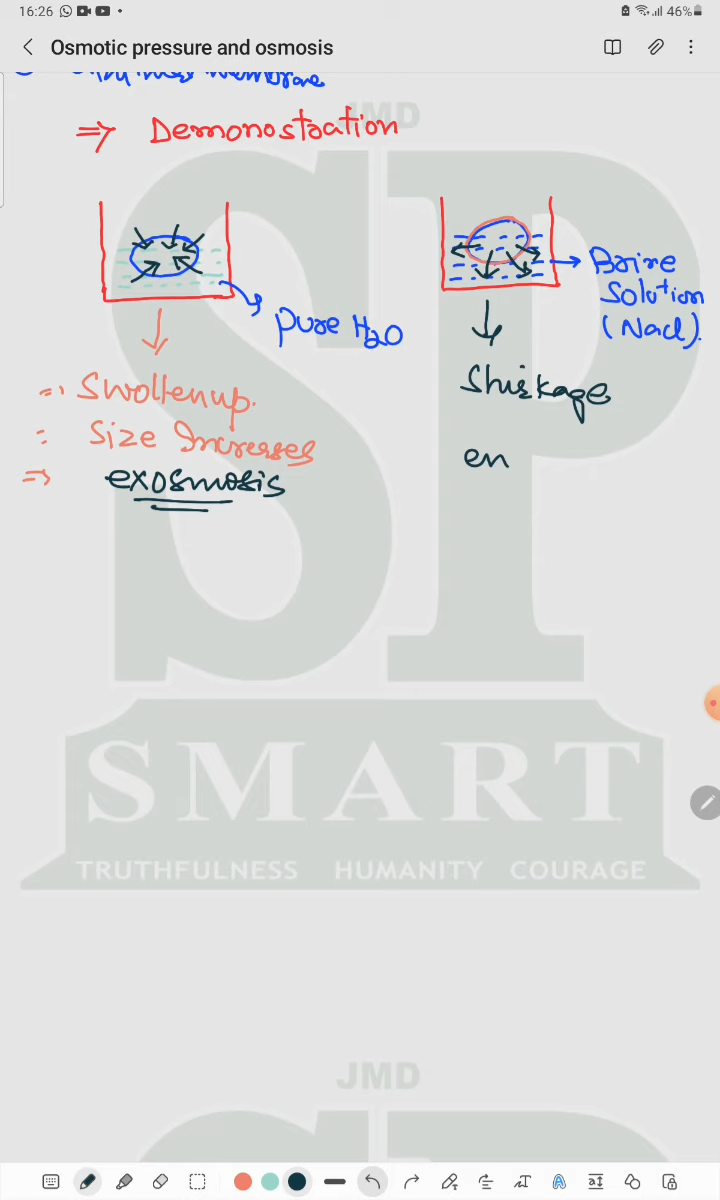 16:26 46%
Osmotic pressure and osmosis
JMD
⇒ Demonostration
Pure H2O
Brine
Solution
(Nacl).
⇒ Swollenup.
: Size Increases
⇒ exosmosis
Shirkage
en
SP
SMART
TRUTHFULNESS HUMANITY COURAGE
JMD